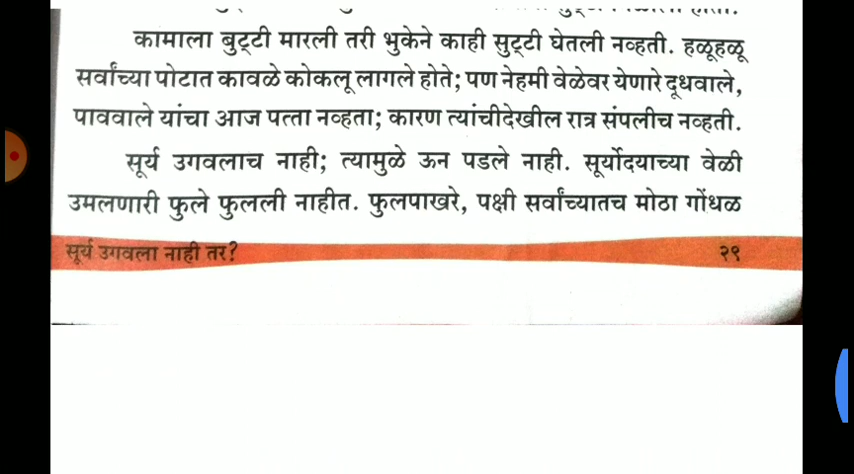 कामाला बुट्टी मारली तरी भुकेने काही सुट्टी घेतली नव्हती. हळूहळू
सर्वांच्या पोटात कावळे कोकलू लागले होते; पण नेहमी वेळेवर येणारे दूधवाले,
पाववाले यांचा आज पत्ता नव्हता; कारण त्यांचीदेखील रात्र संपलीच नव्हती.
सूर्य उगवलाच नाही; त्यामुळे ऊन पडले नाही. सूर्योदयाच्या वेळी
उमलणारी फुले फुलली नाहीत. फुलपाखरे, पक्षी सर्वांच्यातच मोठा गोंधळ
सूर्य उगवला नाही तर?
२९